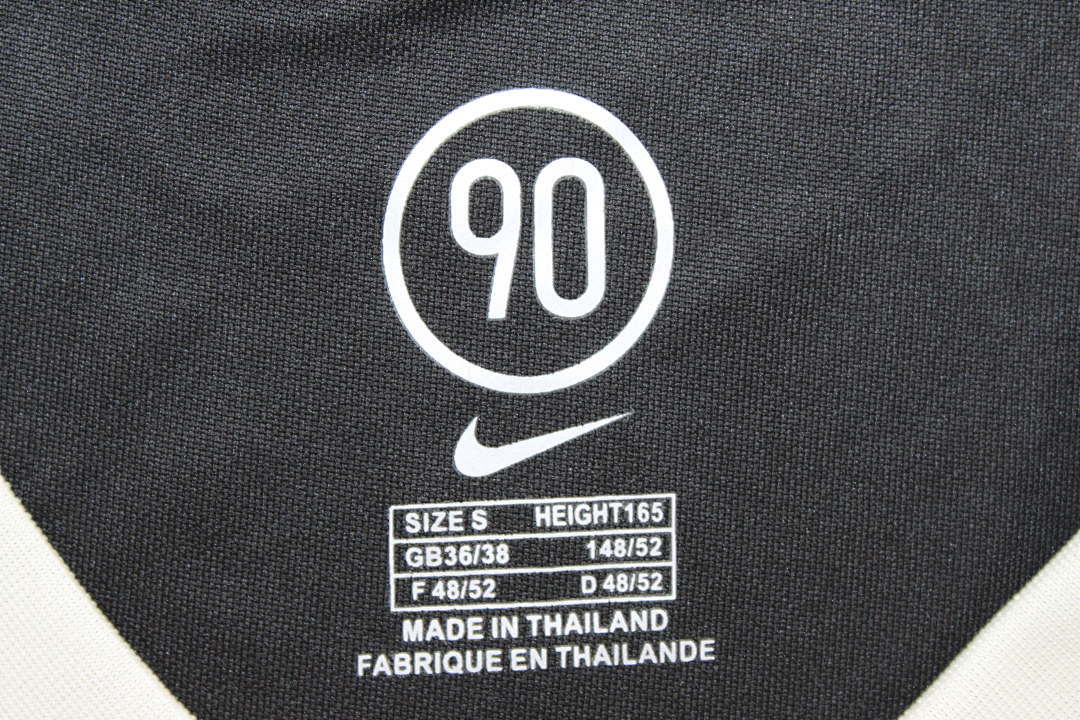 90
SIZE S HEIGHT165
GB36/38 148/52
F 48/52 D 48/52
MADE IN THAILAND
FABRIQUE EN THAILANDE